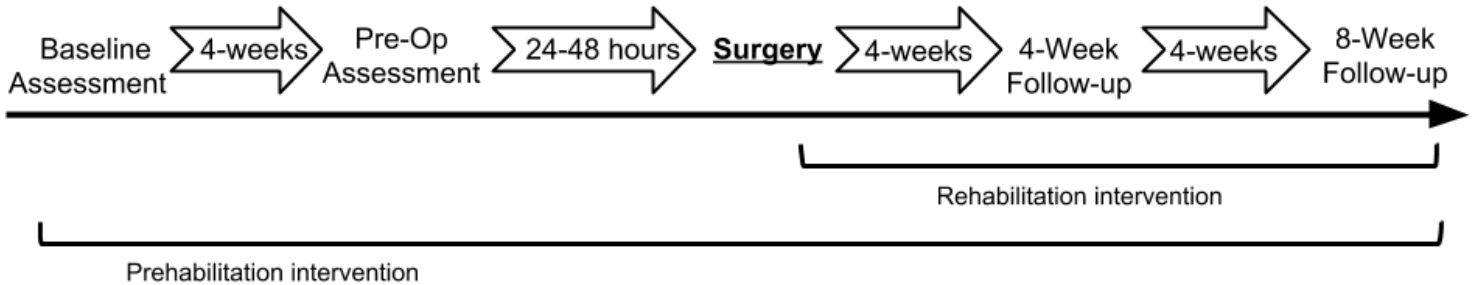 Baseline
Assessment
4-weeks
Pre-Op
Assessment
24-48 hours
Surgery
4-weeks
4-Week
Follow-up
4-weeks
8-Week
Follow-up
Rehabilitation intervention
Prehabilitation intervention